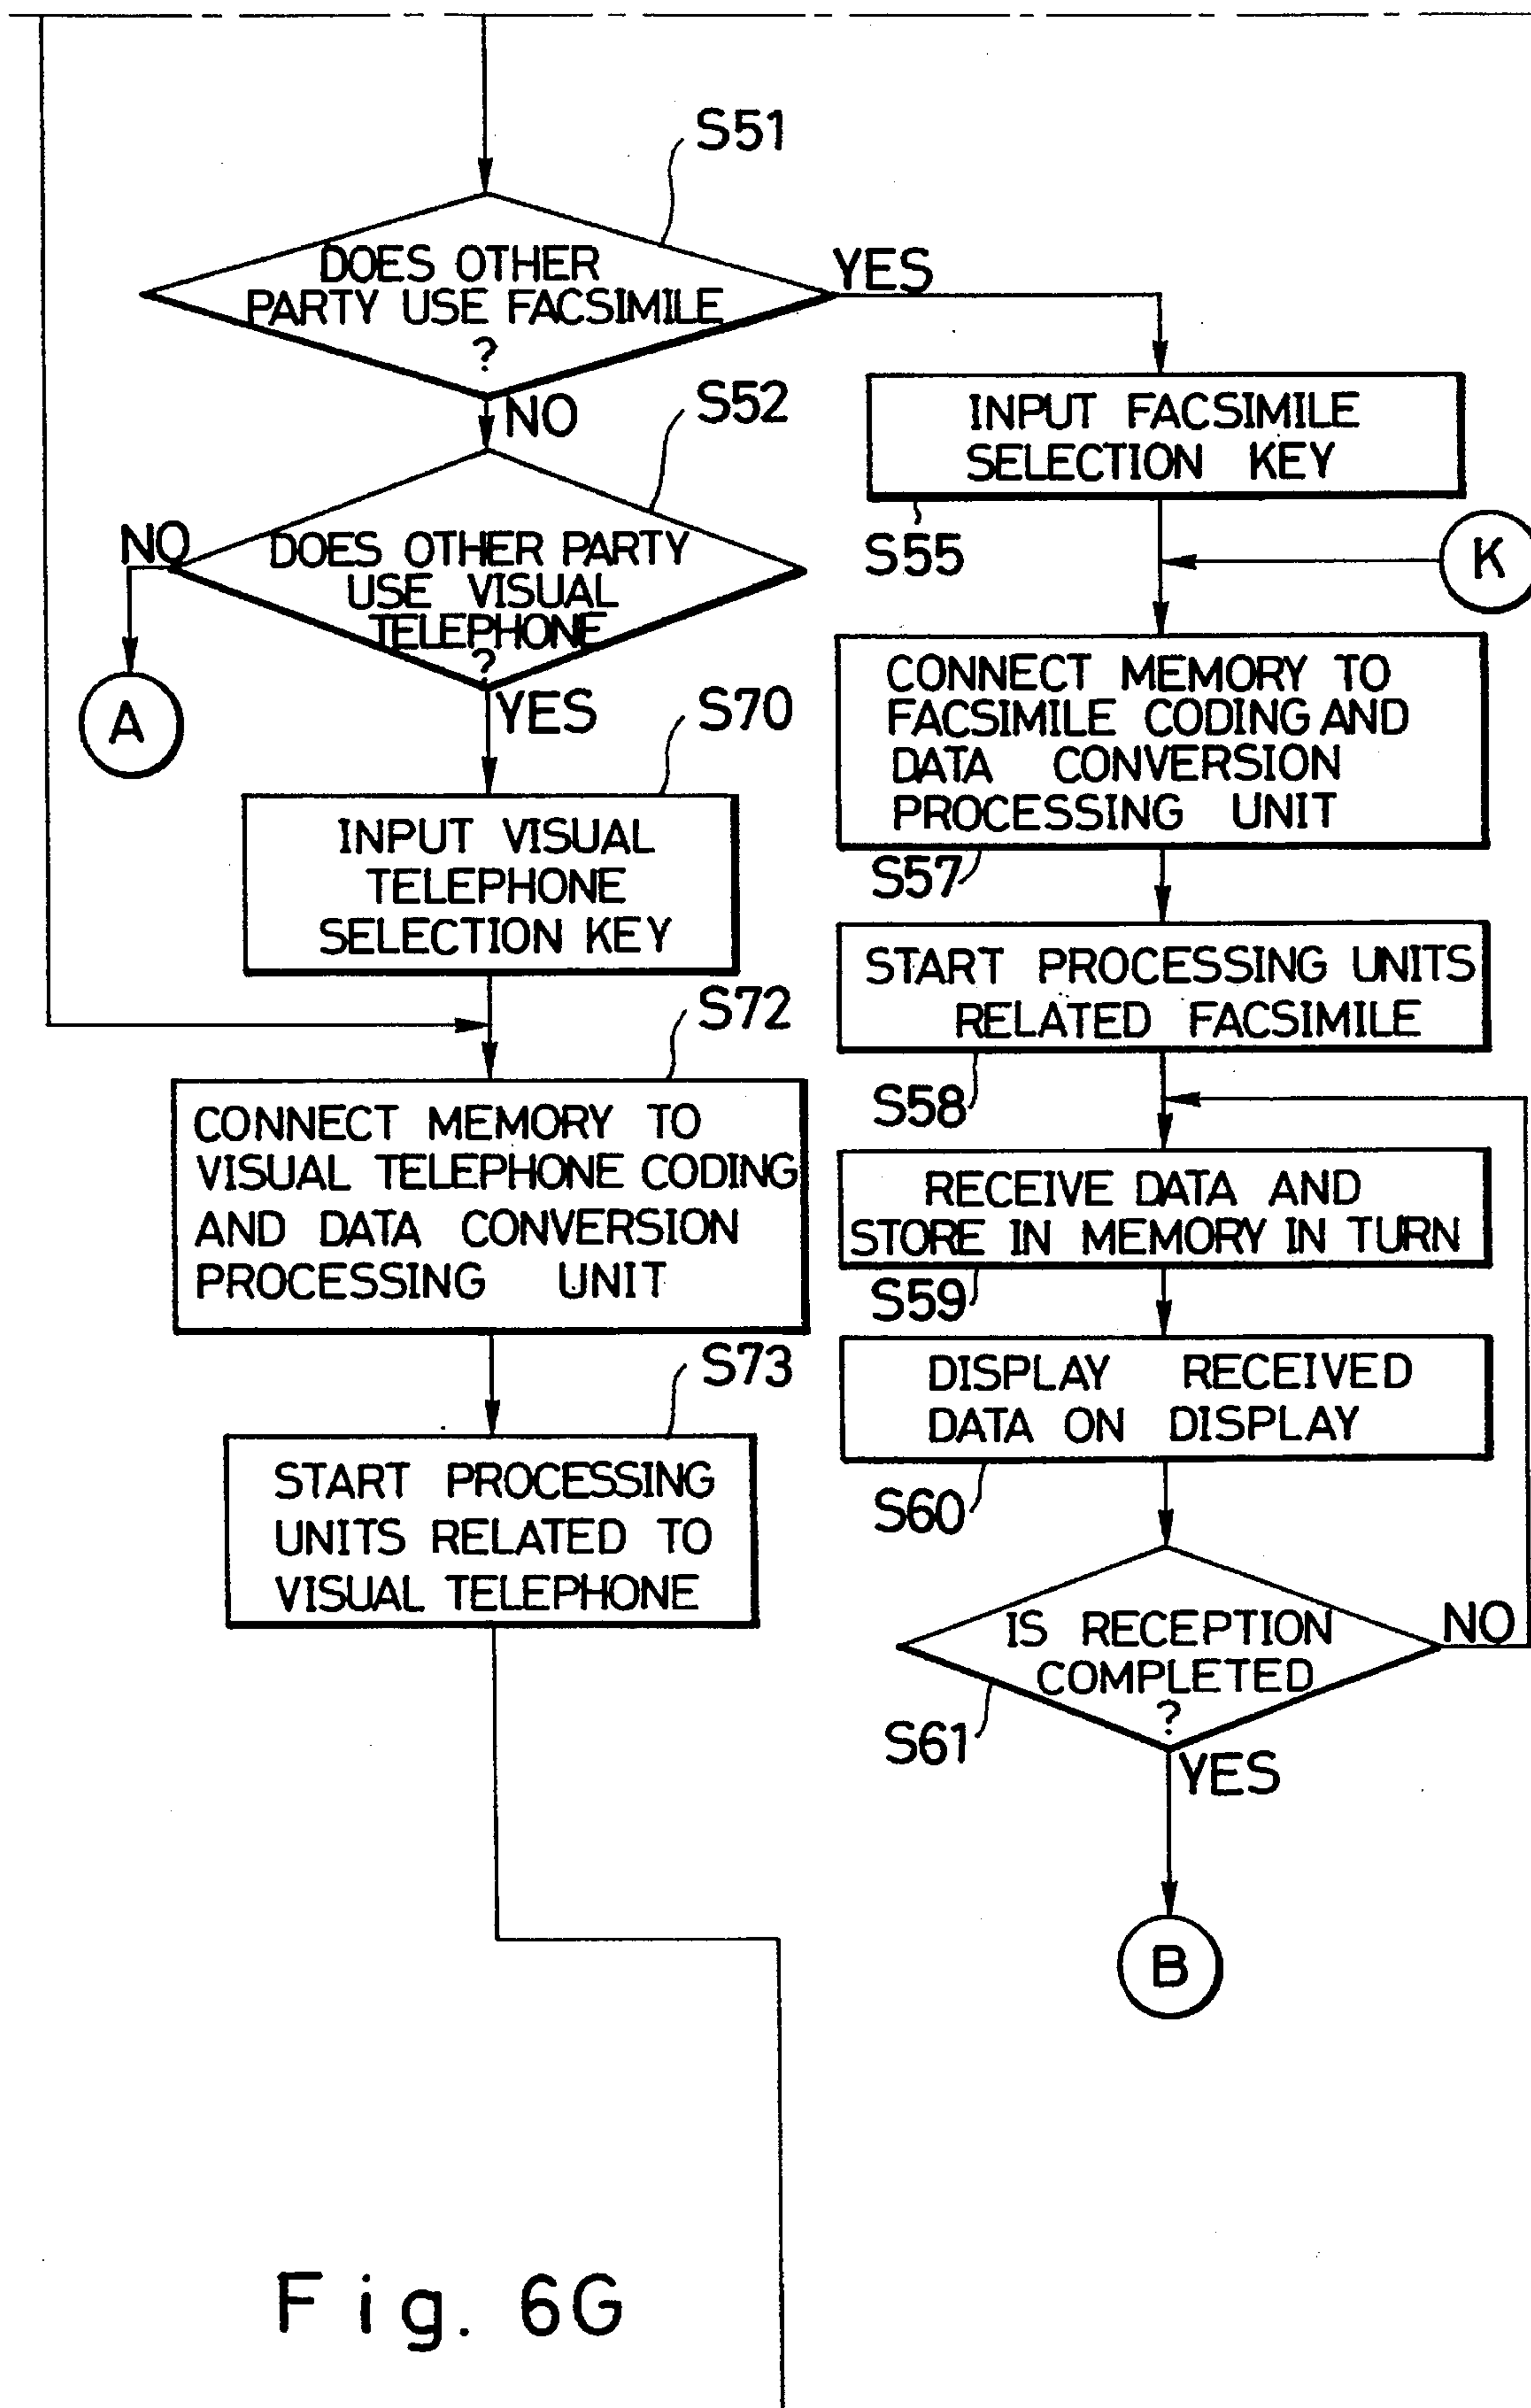 S51
DOES OTHER
PARTY USE FACSIMILE
?
YES
NO
S52
DOES OTHER PARTY
USE VISUAL
TELEPHONE
?
NO
A
YES
S70
INPUT VISUAL
TELEPHONE
SELECTION KEY
S72
CONNECT MEMORY TO
VISUAL TELEPHONE CODING
AND DATA CONVERSION
PROCESSING UNIT
S73
START PROCESSING
UNITS RELATED TO
VISUAL TELEPHONE
INPUT FACSIMILE
SELECTION KEY
S55
K
CONNECT MEMORY TO
FACSIMILE CODING AND
DATA CONVERSION
PROCESSING UNIT
S57
START PROCESSING UNITS
RELATED FACSIMILE
S58
RECEIVE DATA AND
STORE IN MEMORY IN TURN
S59
DISPLAY RECEIVED
DATA ON DISPLAY
S60
IS RECEPTION
COMPLETED
?
NO
S61
YES
B
Fig. 6G